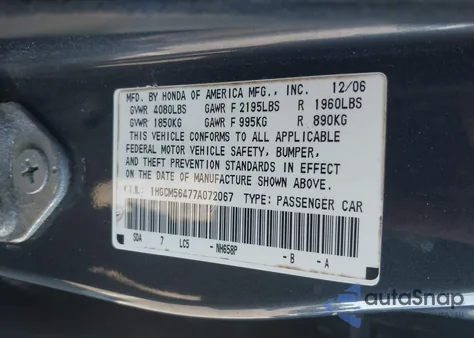 MFD. BY HONDA OF AMERICA MFG., INC. 12/06
GVWR 4080LBS GAWR F 2195LBS R 1960LBS
GVWR 1850KG GAWR F 995KG R 890KG
THIS VEHICLE CONFORMS TO ALL APPLICABLE
FEDERAL MOTOR VEHICLE SAFETY, BUMPER,
AND THEFT PREVENTION STANDARDS IN EFFECT
ON THE DATE OF MANUFACTURE SHOWN ABOVE.
V.I.N. 1HGCM56477A072067 TYPE: PASSENGER CAR
SDA 7 LC5 - NH658P - B - A
autoSnap